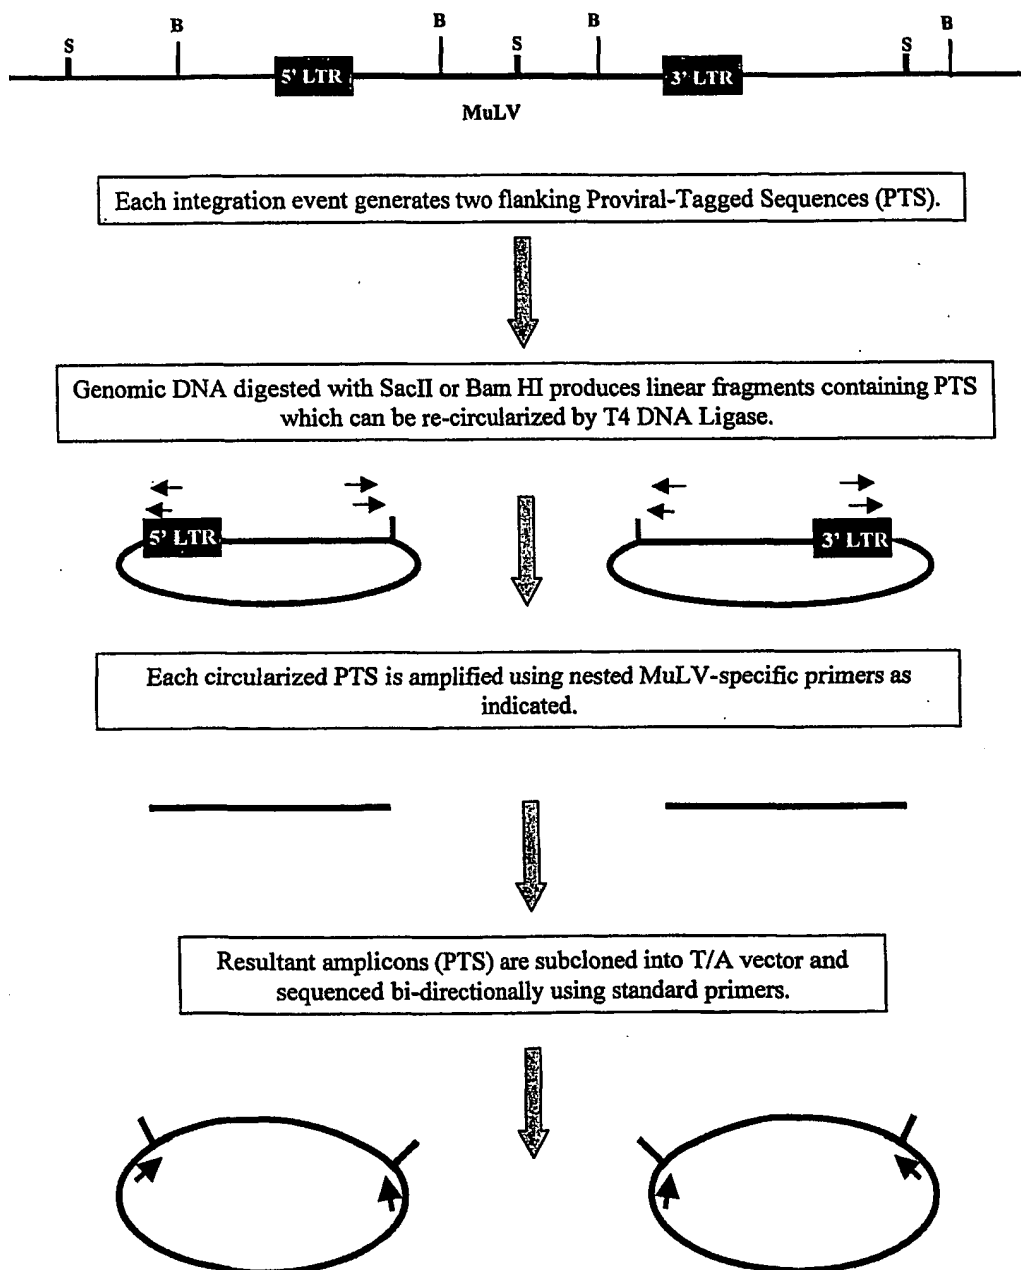 S B B S B S B
5' LTR 3' LTR
MuLV
Each integration event generates two flanking Proviral-Tagged Sequences (PTS).
Genomic DNA digested with SacII or Bam HI produces linear fragments containing PTS
which can be re-circularized by T4 DNA Ligase.
5' LTR 3' LTR
Each circularized PTS is amplified using nested MuLV-specific primers as
indicated.
Resultant amplicons (PTS) are subcloned into T/A vector and
sequenced bi-directionally using standard primers.